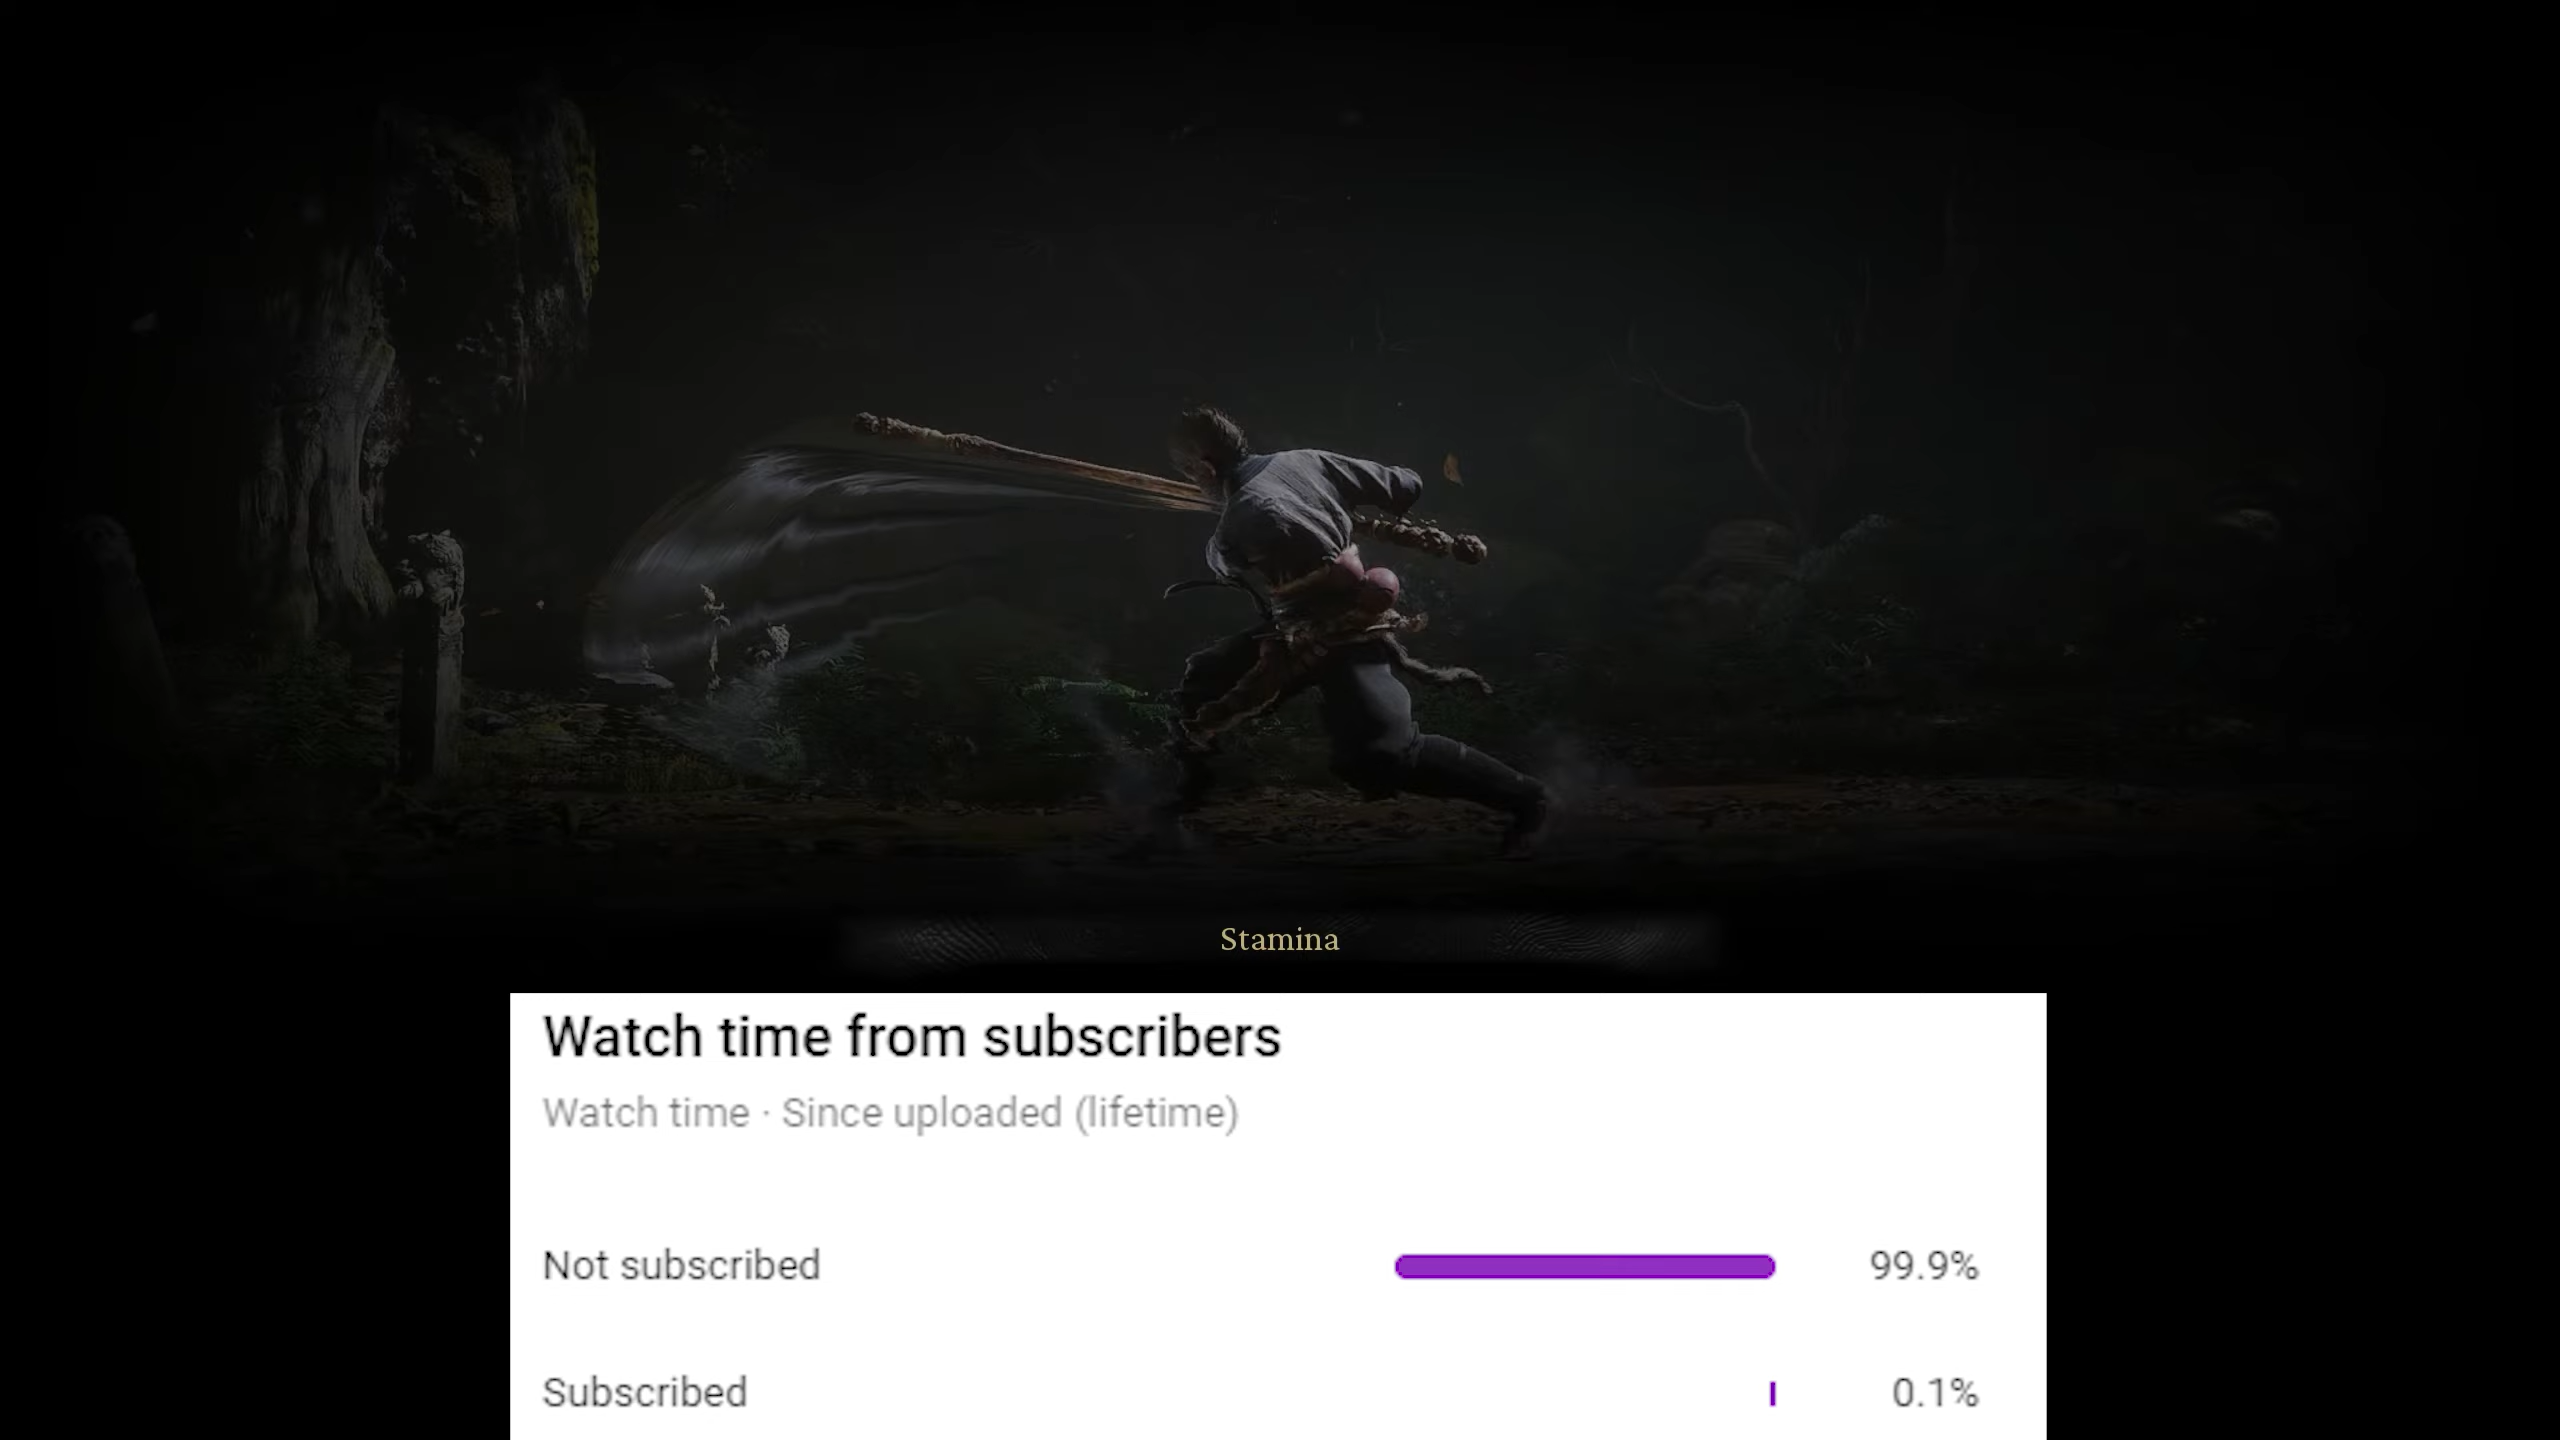 Stamina
Watch time from subscribers
Watch time · Since uploaded (lifetime)
Not subscribed 99.9%
Subscribed 0.1%